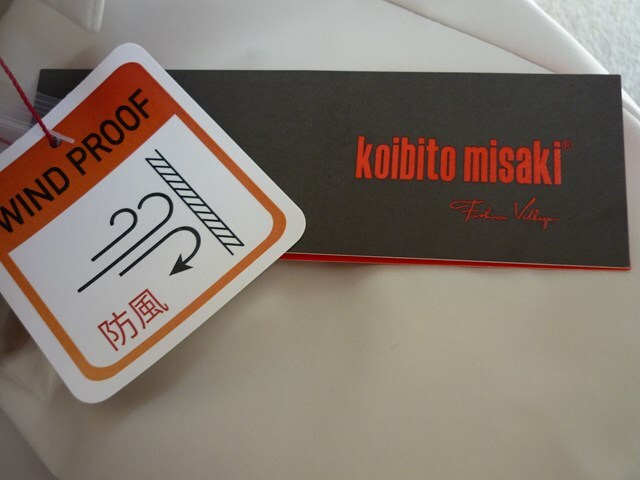 WIND PROOF
防風
koibito misaki®